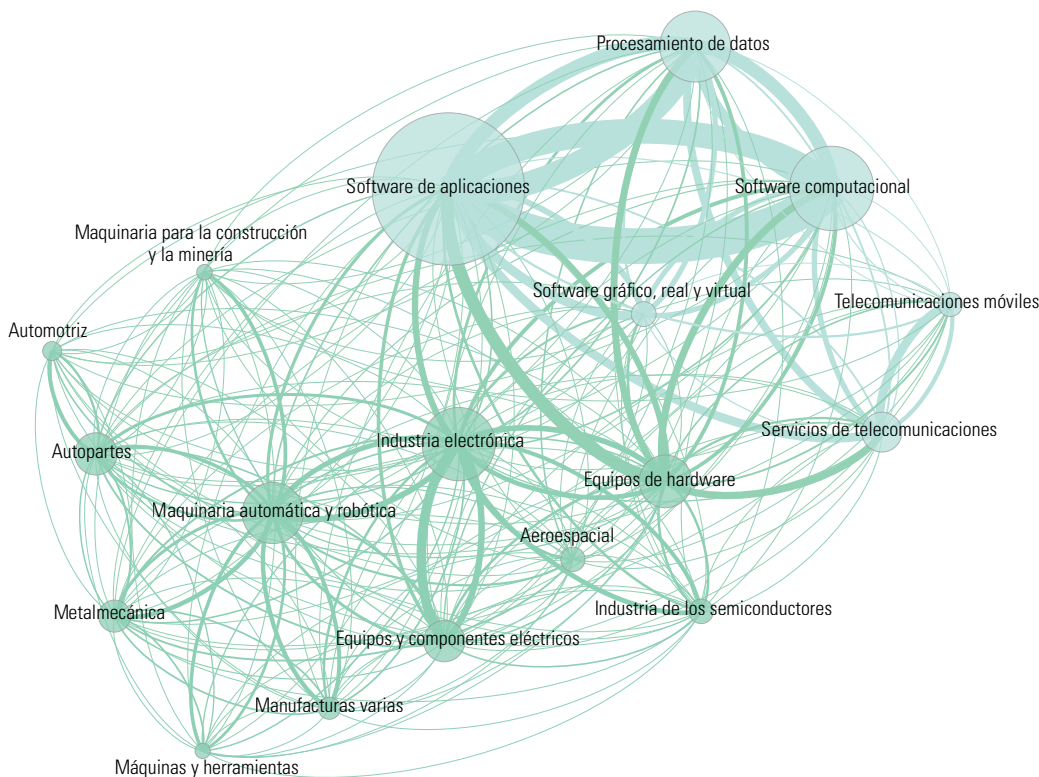 Procesamiento de datos
Software de aplicaciones
Software computacional
Maquinaria para la construcción
y la minería
Software gráfico, real y virtual
Telecomunicaciones móviles
Automotriz
Servicios de telecomunicaciones
Industria electrónica
Autopartes
Equipos de hardware
Maquinaria automática y robótica
Aeroespacial
Industria de los semiconductores
Metalmecánica
Equipos y componentes eléctricos
Manufacturas varias
Máquinas y herramientas